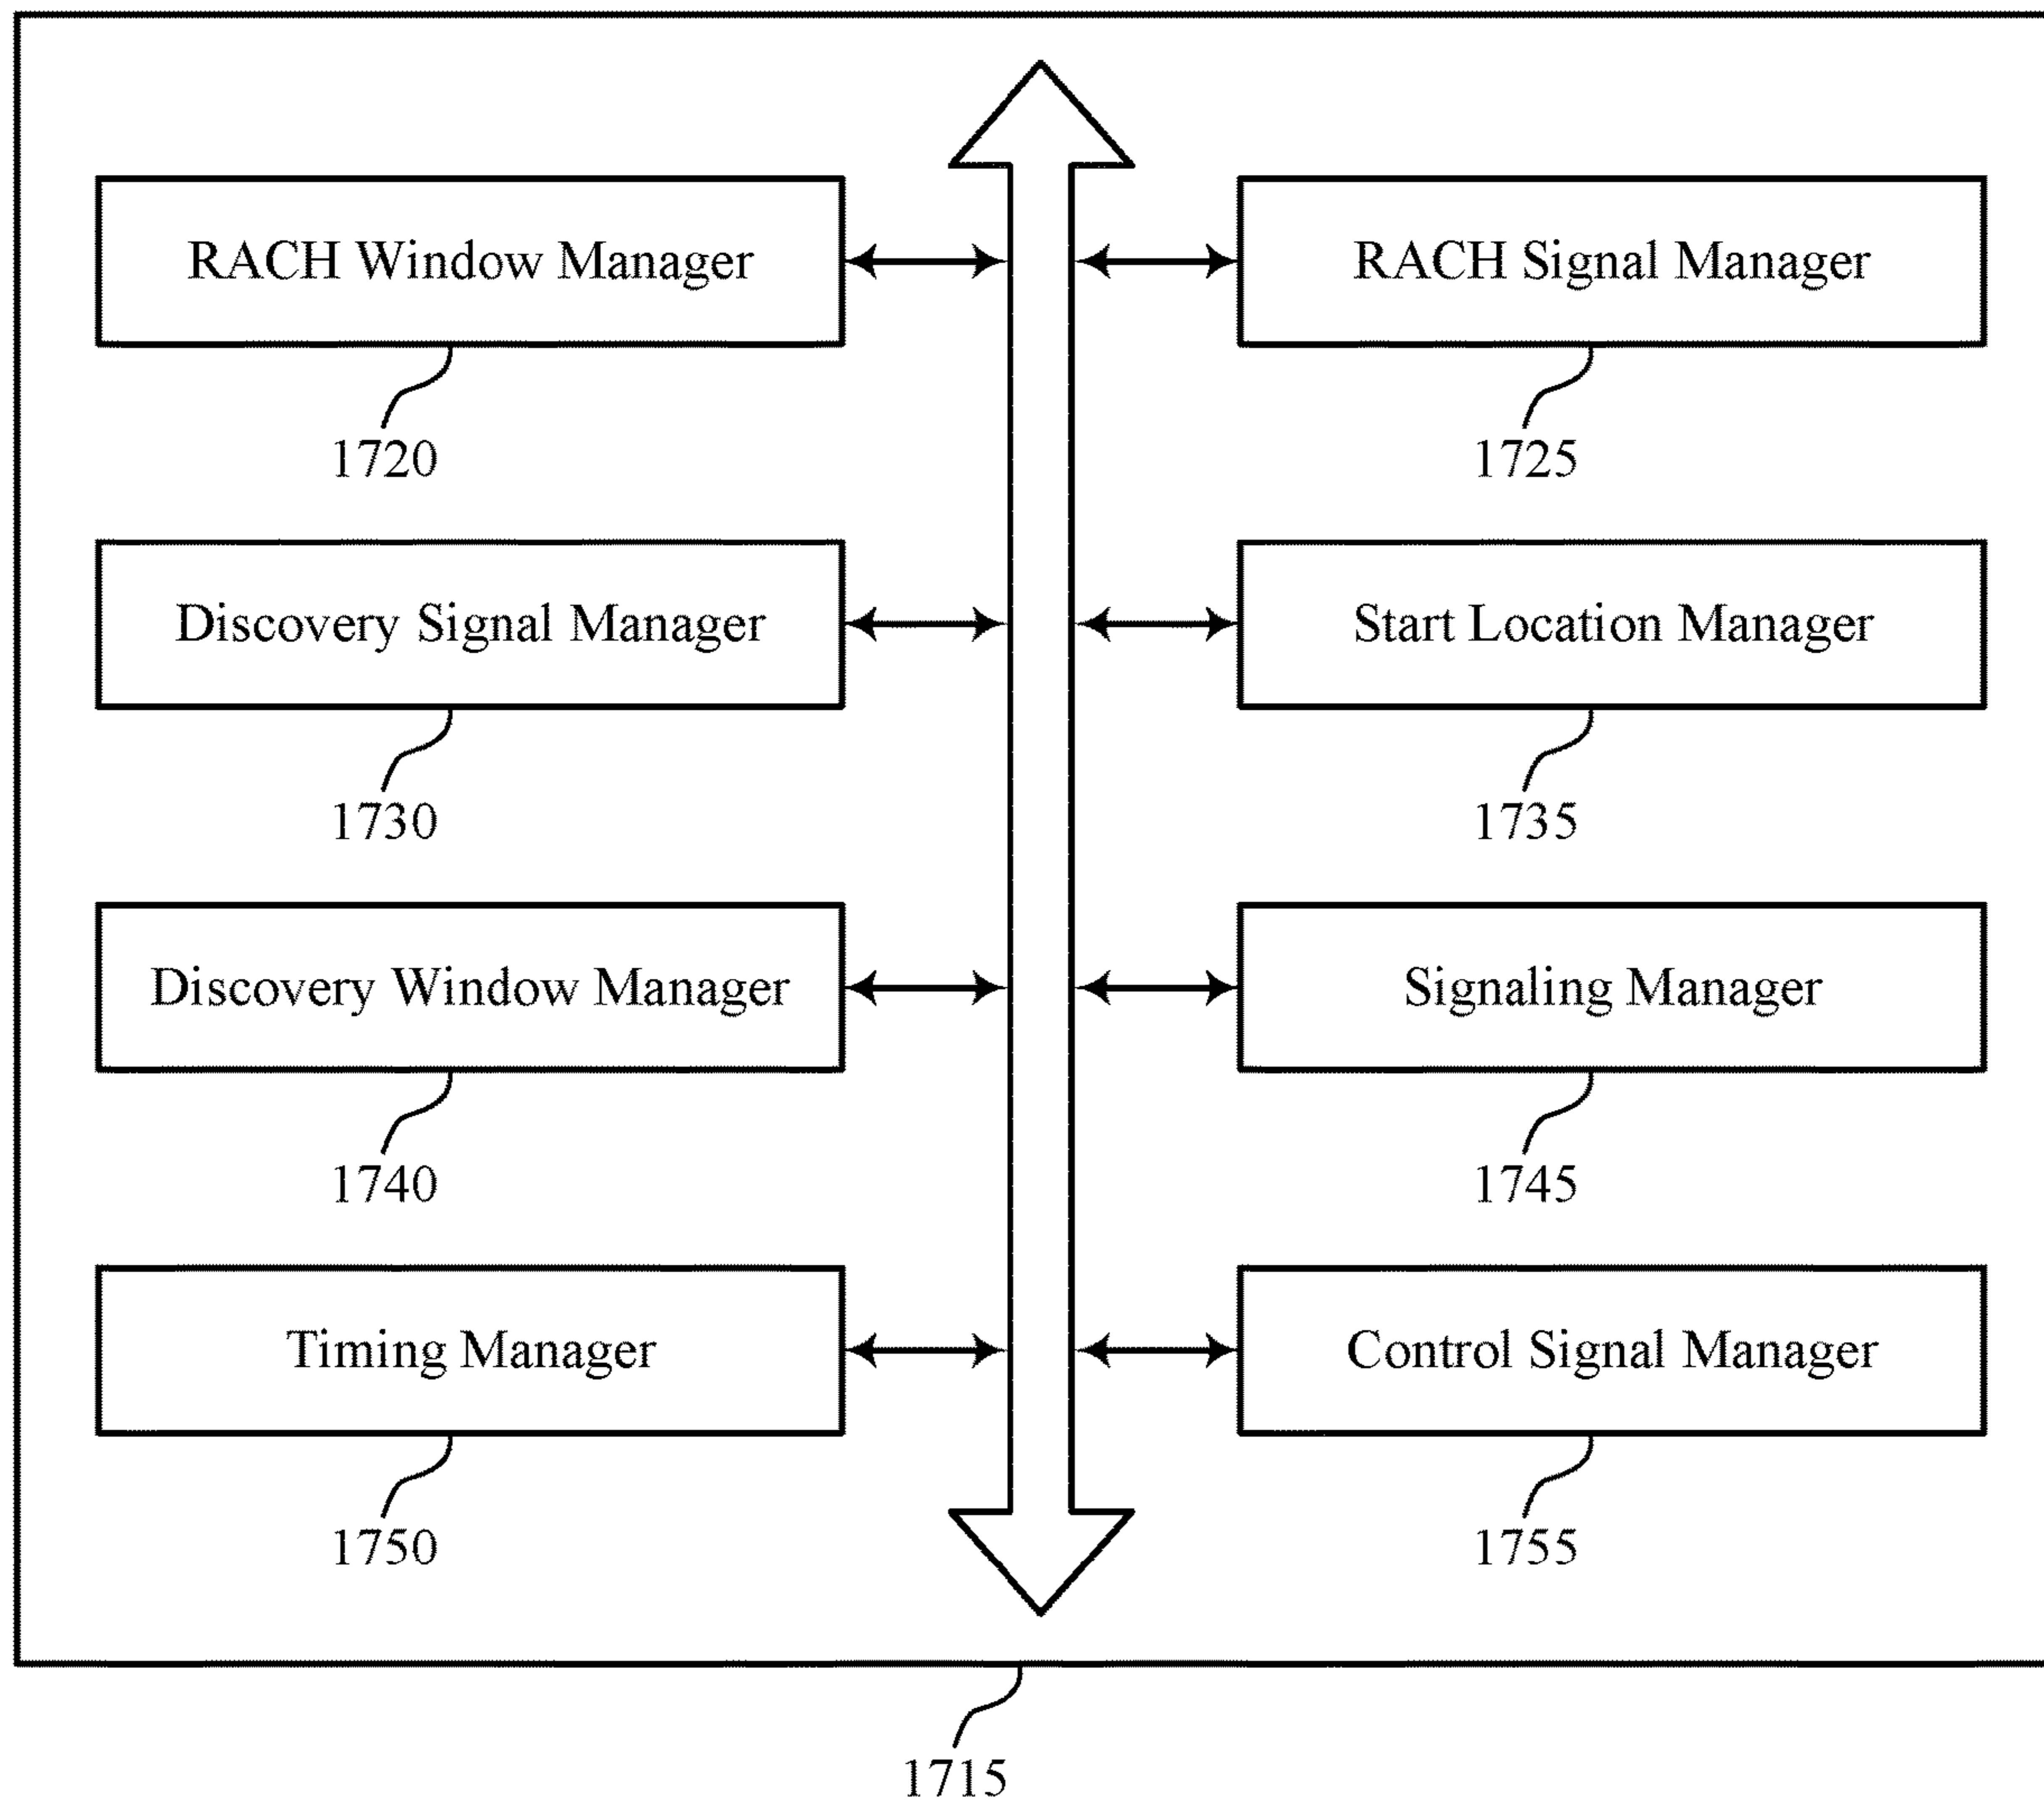 RACH Window Manager
RACH Signal Manager
1720
1725
Discovery Signal Manager
Start Location Manager
1730
1735
Discovery Window Manager
Signaling Manager
1740
1745
Timing Manager
Control Signal Manager
1750
1755
1715